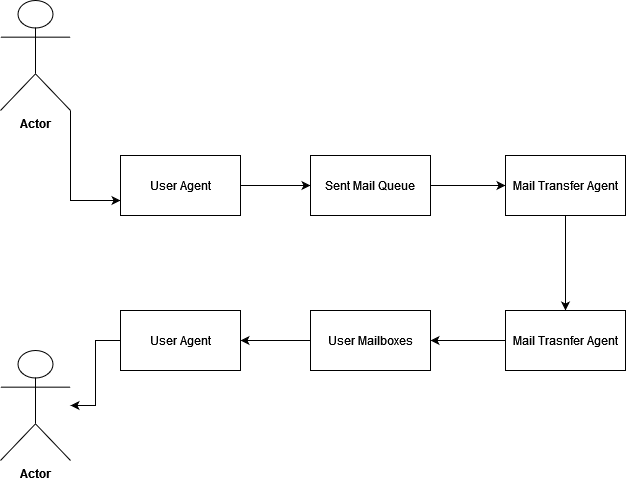 Actor
User Agent
Sent Mail Queue
Mail Transfer Agent
User Agent
User Mailboxes
Mail Trasnfer Agent
Actor